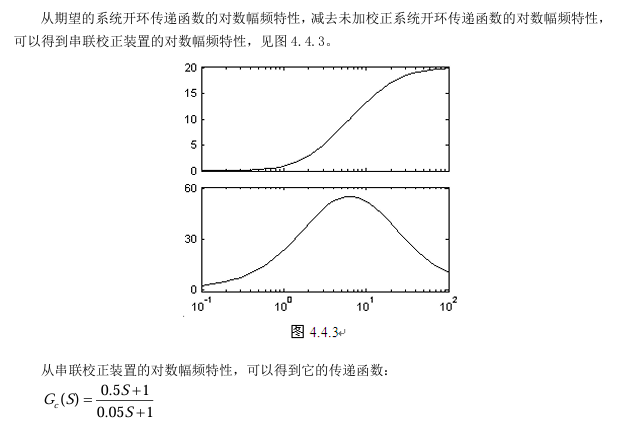 从期望的系统开环传递函数的对数幅频特性，减去未加校正系统开环传递函数的对数幅频特性，
可以得到串联校正装置的对数幅频特性，见图 4.4.3。
20
15
10
5
0
60
30
0
10^-1 10^0 10^1 10^2
图 4.4.3↵
从串联校正装置的对数幅频特性，可以得到它的传递函数：
G_c(S) = (0.5S+1)/(0.05S+1)